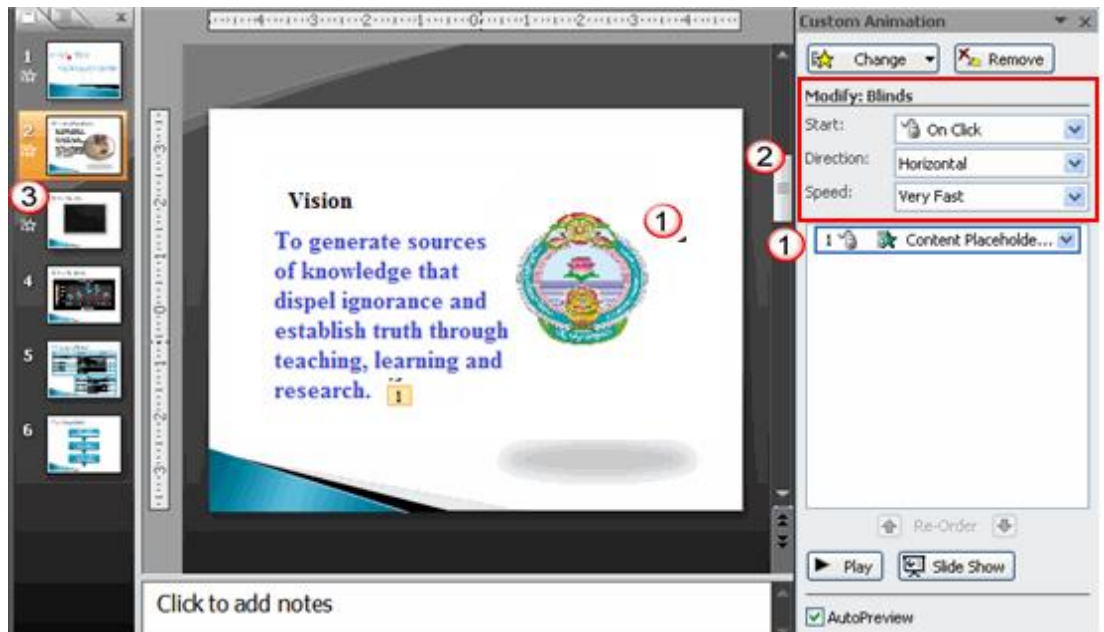 Custom Animation
Change
Remove
Modify: Blinds
Start:
On Click
Direction:
Horizontal
Speed:
Very Fast
1 Content Placeholde...
Re-Order
Play
Slide Show
AutoPreview
1
2
3
4
5
6
3
2
1
1
Vision
To generate sources
of knowledge that
dispel ignorance and
establish truth through
teaching, learning and
research.
1
Click to add notes